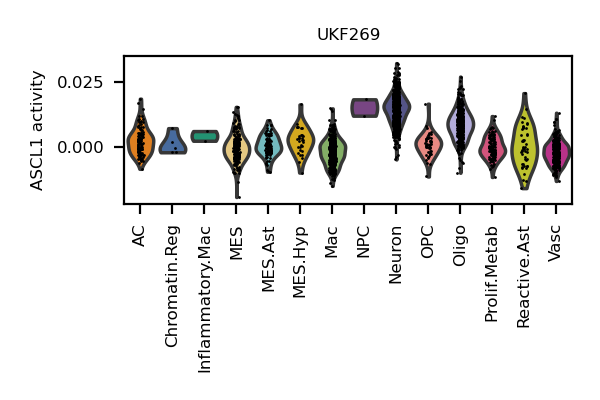 UKF269
ASCL1 activity
0.025
0.000
AC
Chromatin.Reg
Inflammatory.Mac
MES
MES.Ast
MES.Hyp
Mac
NPC
Neuron
OPC
Oligo
Prolif.Metab
Reactive.Ast
Vasc